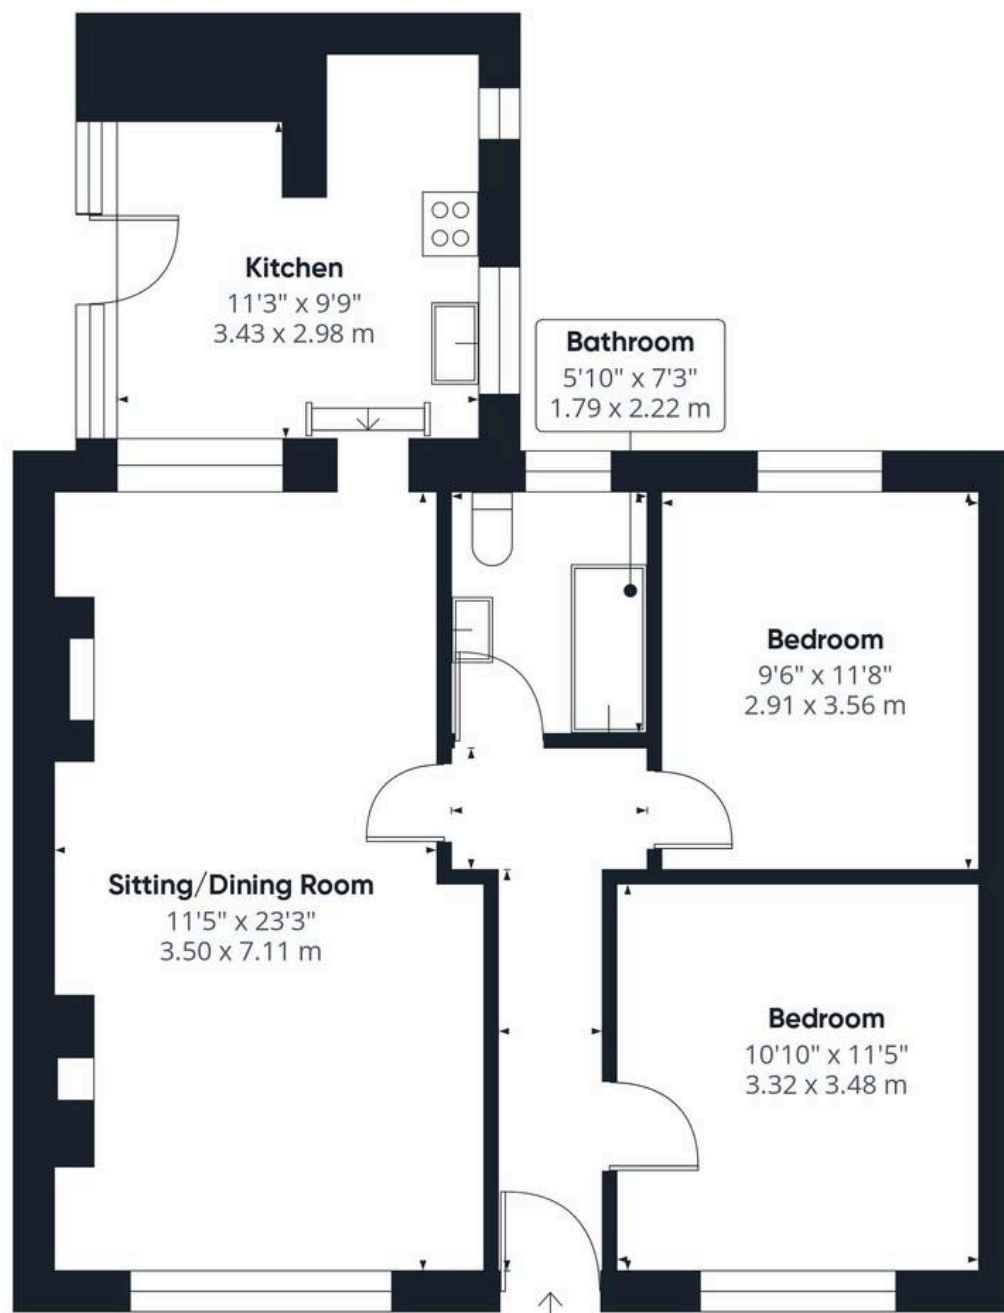 Kitchen
11'3" x 9'9"
3.43 x 2.98 m
Bathroom
5'10" x 7'3"
1.79 x 2.22 m
Bedroom
9'6" x 11'8"
2.91 x 3.56 m
Sitting/Dining Room
11'5" x 23'3"
3.50 x 7.11 m
Bedroom
10'10" x 11'5"
3.32 x 3.48 m